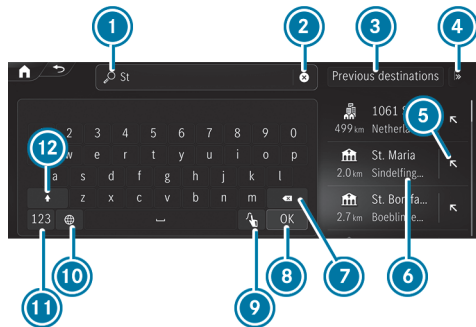 1 2 3 4
St Previous destinations
1061
499 km Netherla
5
2 3 4 5 6 7 8 9 0
12
w e r t y u i o p
St. Maria
2.0 km Sindelfing...
a s d f g h j k l
z x c v b n m
St. Bonifa...
2.7 km Boeblinge...
123 OK
11 10 9 8 7 6